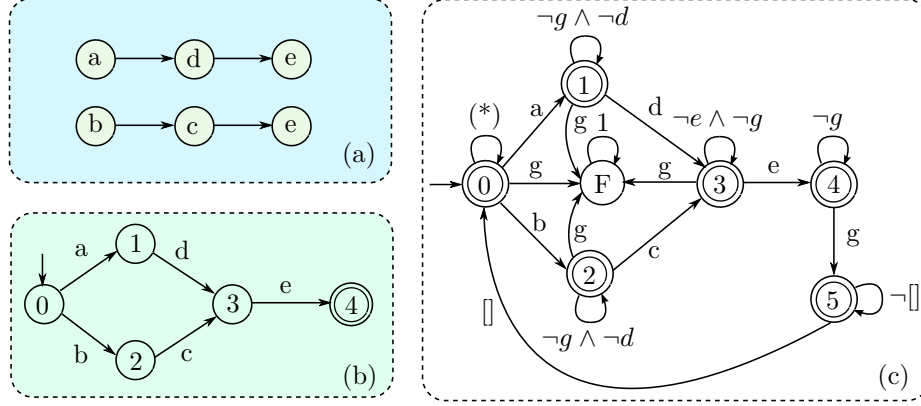 a d e
b c e
(a)
0 a 1 d 3 e 4
b 2 c
(b)
¬g ∧ ¬d
1
(*) a g 1 d ¬e ∧ ¬g ¬g
0 g F g 3 e 4
b g c g
2 5 ¬[]
[] ¬g ∧ ¬d
(c)